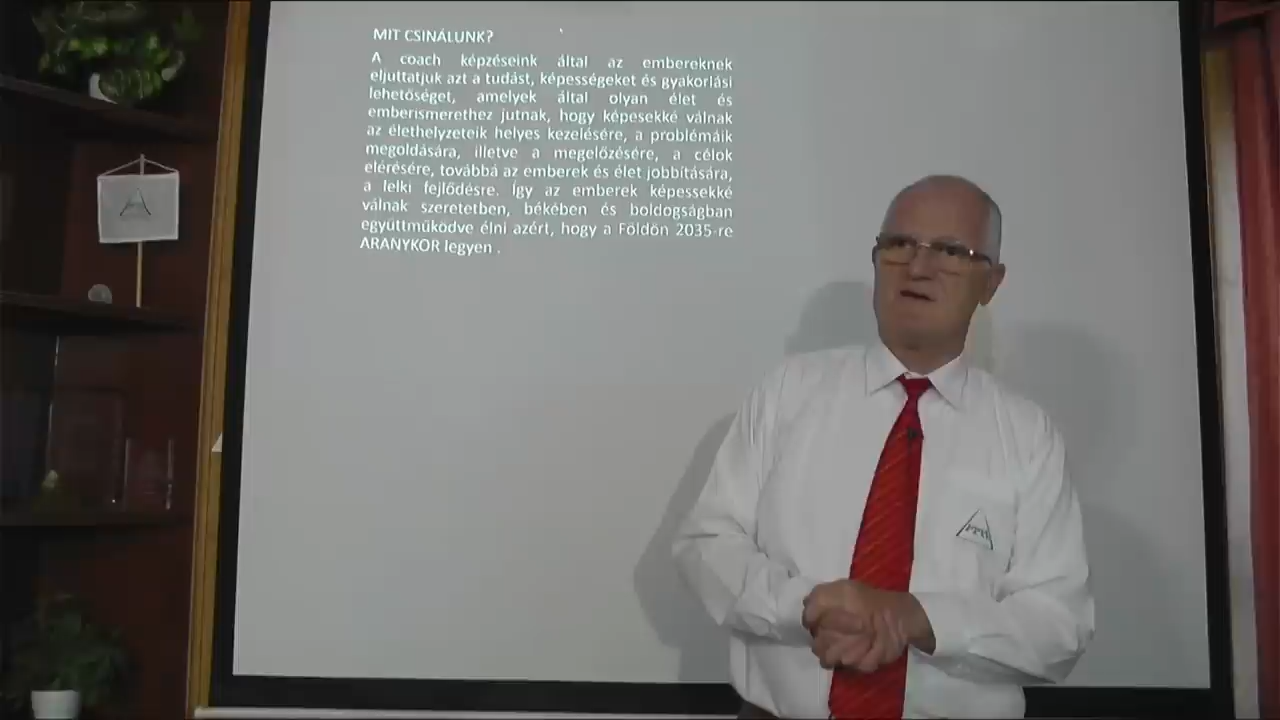 MIT CSINÁLUNK?
A coach képzéseink által az embereknek
eljuttatjuk azt a tudást, képességeket és gyakorlási
lehetőséget, amelyek által olyan élet és
emberismerethez jutnak, hogy képesekké válnak
az élethelyzeteik helyes kezelésére, a problémáik
megoldására, illetve a megelőzésére, a célok
elérésére, továbbá az emberek és élet jobbítására,
a lelki fejlődésre. Így az emberek képessekké
válnak szeretetben, békében és boldogságban
együttműködve élni azért, hogy a Földön 2035-re
ARANYKOR legyen .